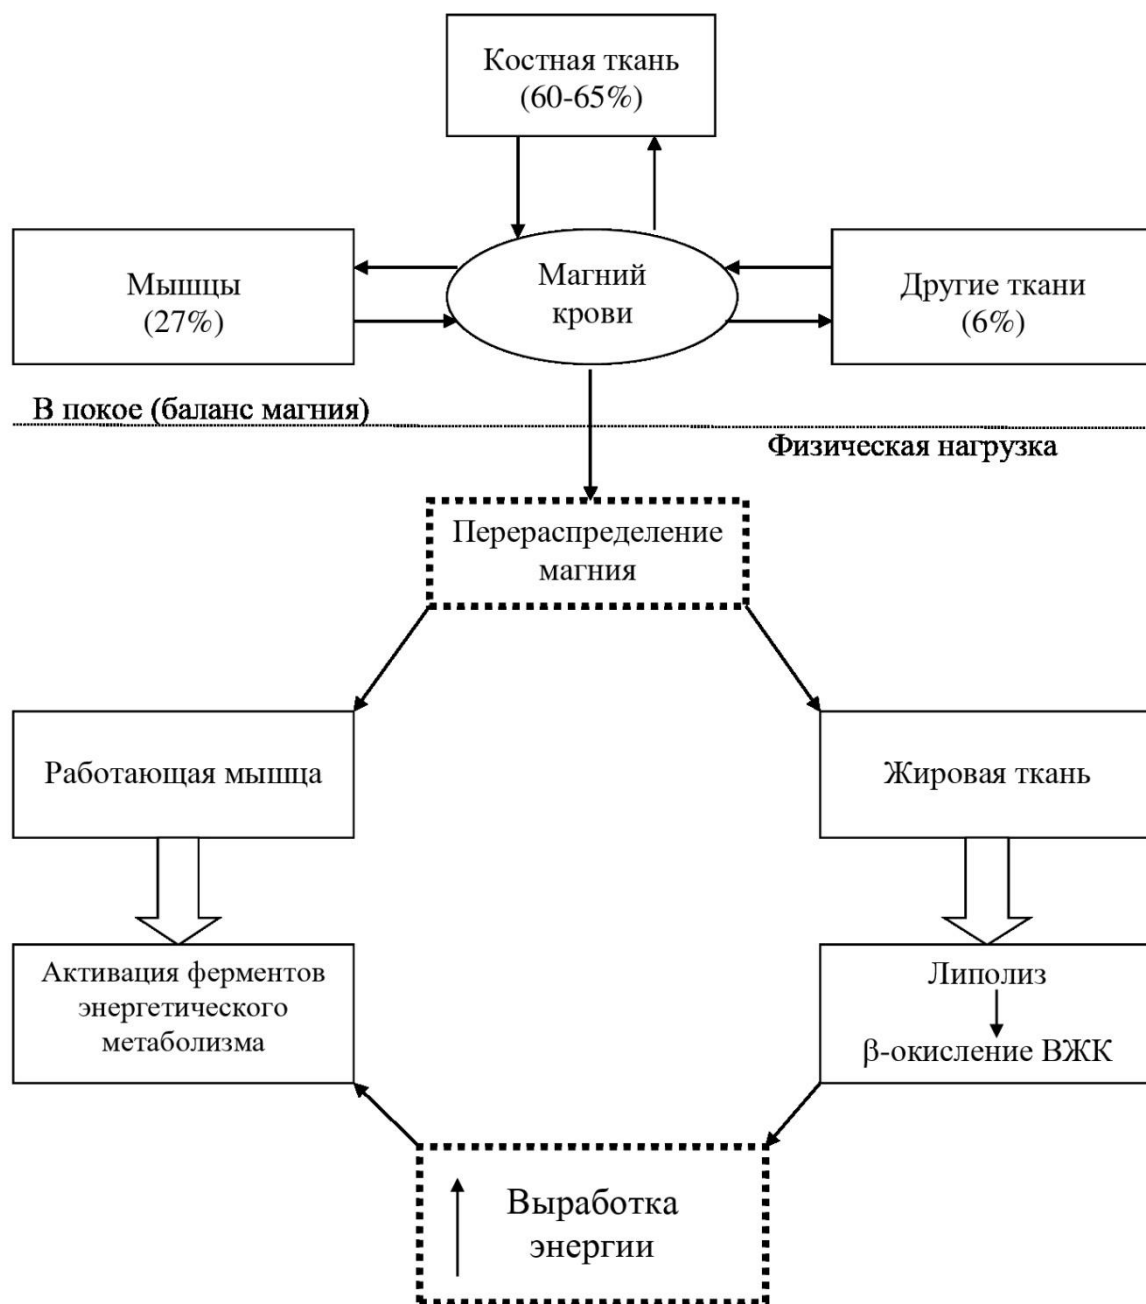 Костная ткань
(60-65%)
Мышцы
(27%)
Магний
крови
Другие ткани
(6%)
В покое (баланс магния)
Физическая нагрузка
Перераспределение
магния
Работающая мышца
Жировая ткань
Активация ферментов
энергетического
метаболизма
Липолиз
β-окисление ВЖК
Выработка
энергии